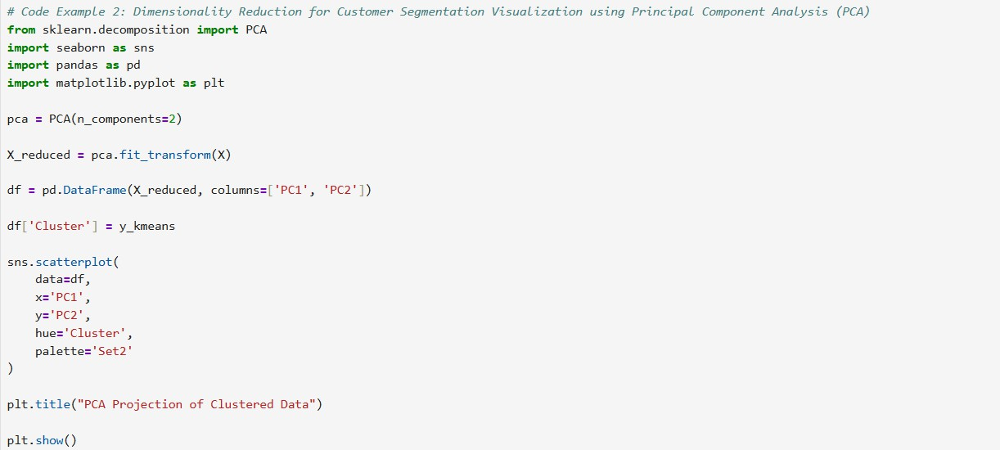 # Code Example 2: Dimensionality Reduction for Customer Segmentation Visualization using Principal Component Analysis (PCA)
from sklearn.decomposition import PCA
import seaborn as sns
import pandas as pd
import matplotlib.pyplot as plt
pca = PCA(n_components=2)
X_reduced = pca.fit_transform(X)
df = pd.DataFrame(X_reduced, columns=['PC1', 'PC2'])
df['Cluster'] = y_kmeans
sns.scatterplot(
    data=df,
    x='PC1',
    y='PC2',
    hue='Cluster',
    palette='Set2'
)
plt.title("PCA Projection of Clustered Data")
plt.show()